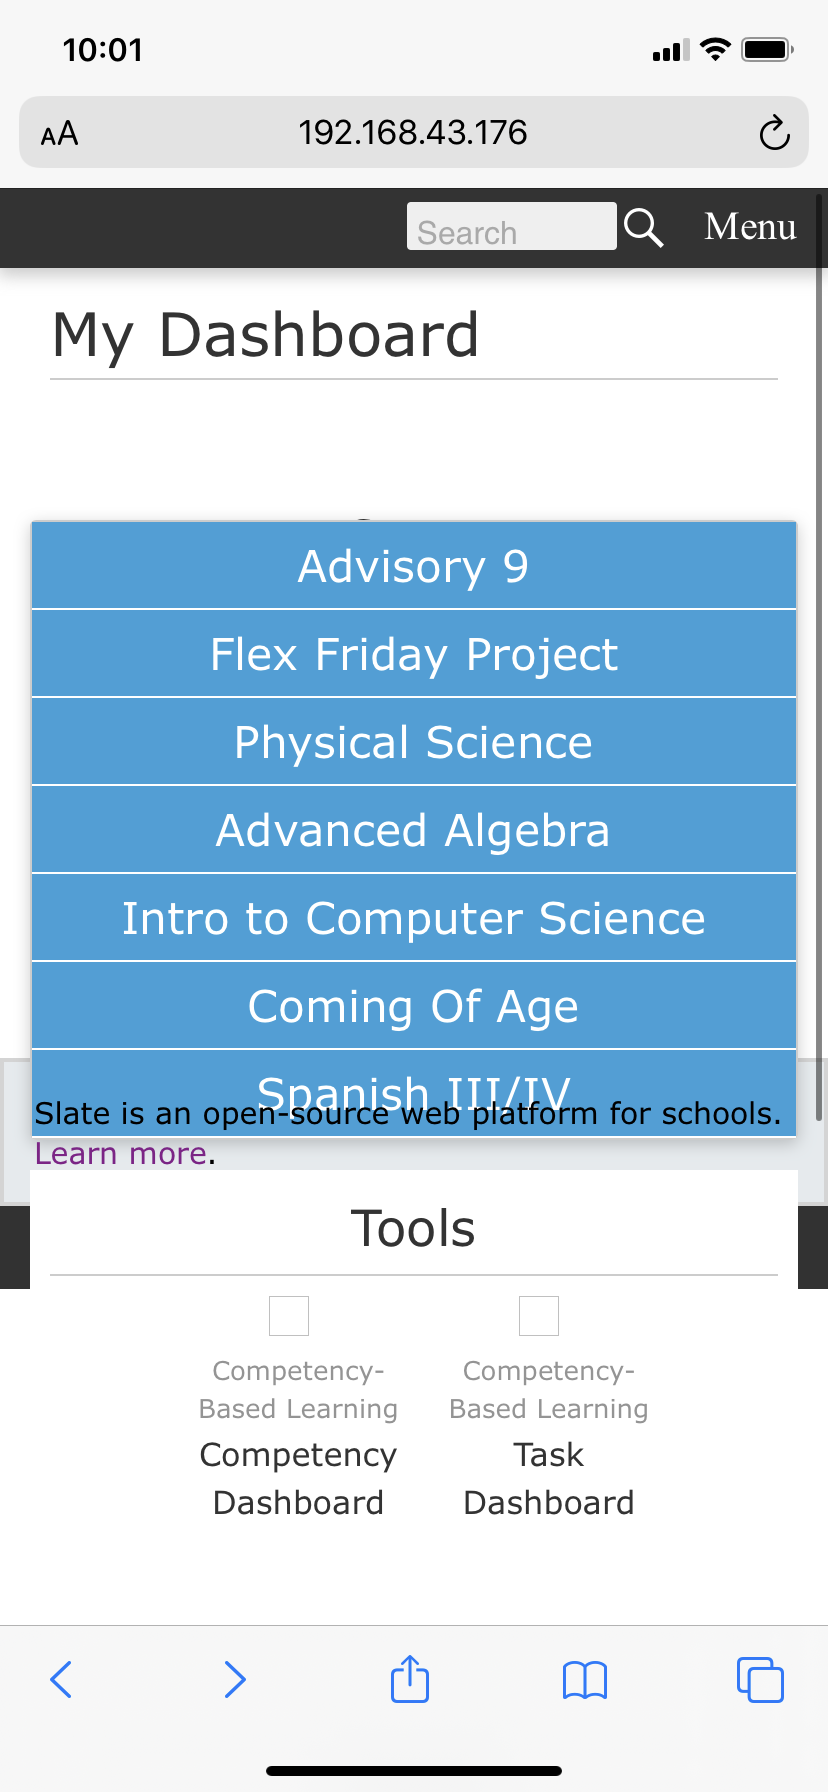 10:01
AA 192.168.43.176
Search Menu
My Dashboard
Advisory 9
Flex Friday Project
Physical Science
Advanced Algebra
Intro to Computer Science
Coming Of Age
Spanish III/IV
Slate is an open-source web platform for schools.
Learn more.
Tools
Competency- Competency-
Based Learning Based Learning
Competency Task
Dashboard Dashboard